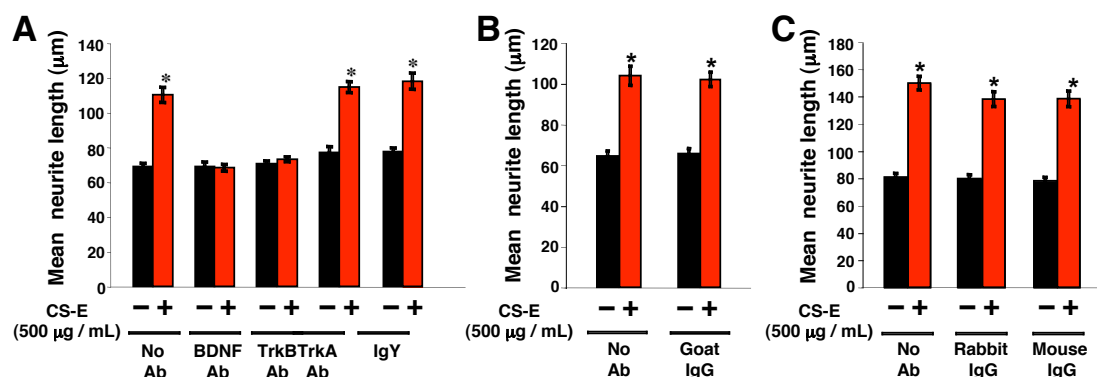 A
Mean neurite length (μm)
140
120
100
80
60
40
20
0
* * *
CS-E − + − + − + − + − +
(500 μg / mL)
No BDNF TrkBTrkA IgY
Ab Ab Ab Ab
B
Mean neurite length (μm)
120
100
80
60
40
20
0
* *
CS-E − + − +
(500 μg / mL)
No Goat
Ab IgG
C
Mean neurite length (μm)
180
160
140
120
100
80
60
40
20
0
* * *
CS-E − + − + − +
(500 μg / mL)
No Rabbit Mouse
Ab IgG IgG